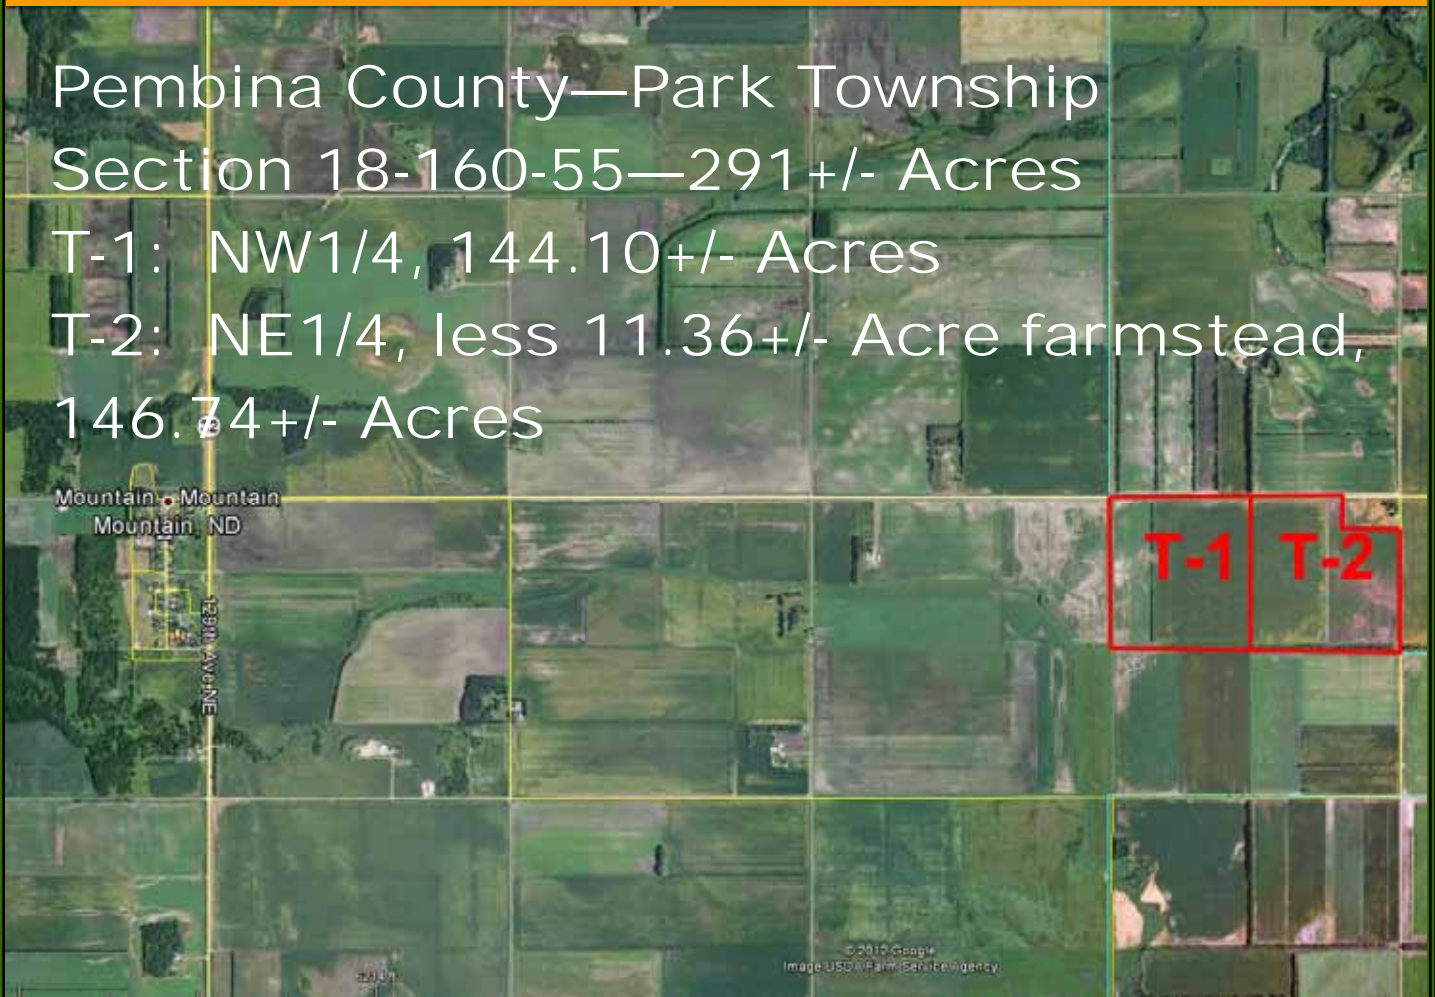 Pembina County—Park Township
Section 18-160-55—291+/- Acres
T-1: NW1/4, 144.10+/- Acres
T-2: NE1/4, less 11.36+/- Acre farmstead,
146.74+/- Acres
Mountain Mountain
Mountain, ND
T-1 T-2
129th Ave NE
© 2012 Google
Image USDA Farm Service Agency